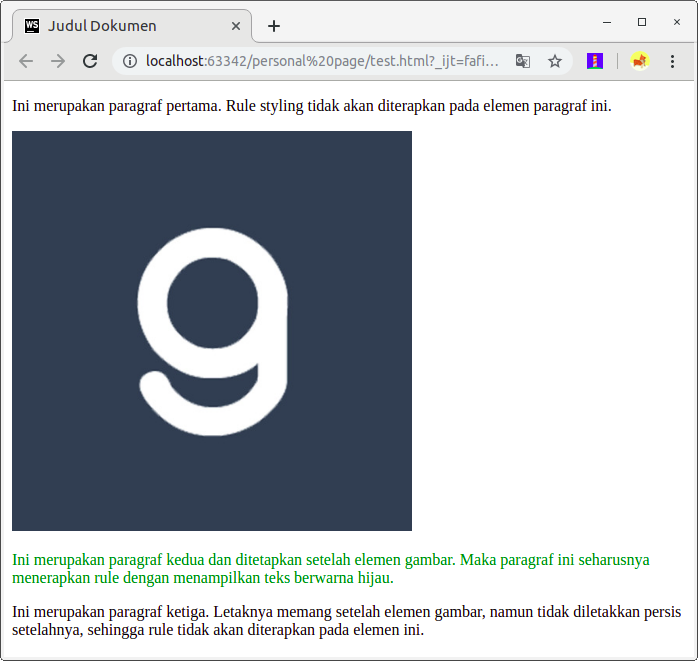 WS Judul Dokumen
localhost:63342/personal%20page/test.html?_ijt=fafi…
Ini merupakan paragraf pertama. Rule styling tidak akan diterapkan pada elemen paragraf ini.
g
Ini merupakan paragraf kedua dan ditetapkan setelah elemen gambar. Maka paragraf ini seharusnya
menerapkan rule dengan menampilkan teks berwarna hijau.
Ini merupakan paragraf ketiga. Letaknya memang setelah elemen gambar, namun tidak diletakkan persis
setelahnya, sehingga rule tidak akan diterapkan pada elemen ini.